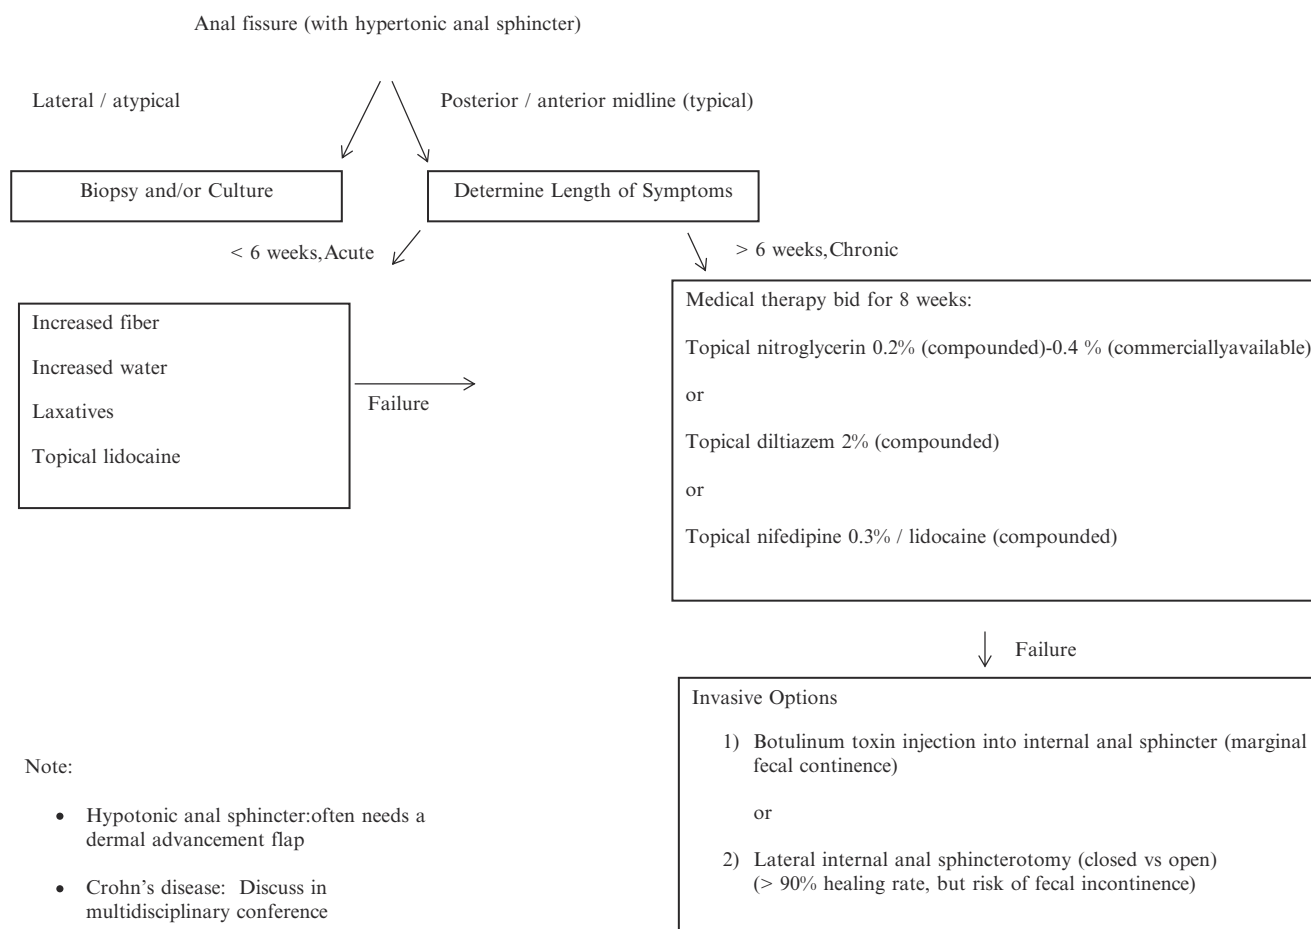 Anal fissure (with hypertonic anal sphincter)
Lateral / atypical
Posterior / anterior midline (typical)
Biopsy and/or Culture
Determine Length of Symptoms
< 6 weeks,Acute
> 6 weeks,Chronic
Increased fiber
Increased water
Laxatives
Topical lidocaine
Failure
Medical therapy bid for 8 weeks:
Topical nitroglycerin 0.2% (compounded)-0.4 % (commerciallyavailable)
or
Topical diltiazem 2% (compounded)
or
Topical nifedipine 0.3% / lidocaine (compounded)
Failure
Invasive Options
1) Botulinum toxin injection into internal anal sphincter (marginal
fecal continence)
or
2) Lateral internal anal sphincterotomy (closed vs open)
(> 90% healing rate, but risk of fecal incontinence)
Note:
• Hypotonic anal sphincter:often needs a
dermal advancement flap
• Crohn's disease: Discuss in
multidisciplinary conference